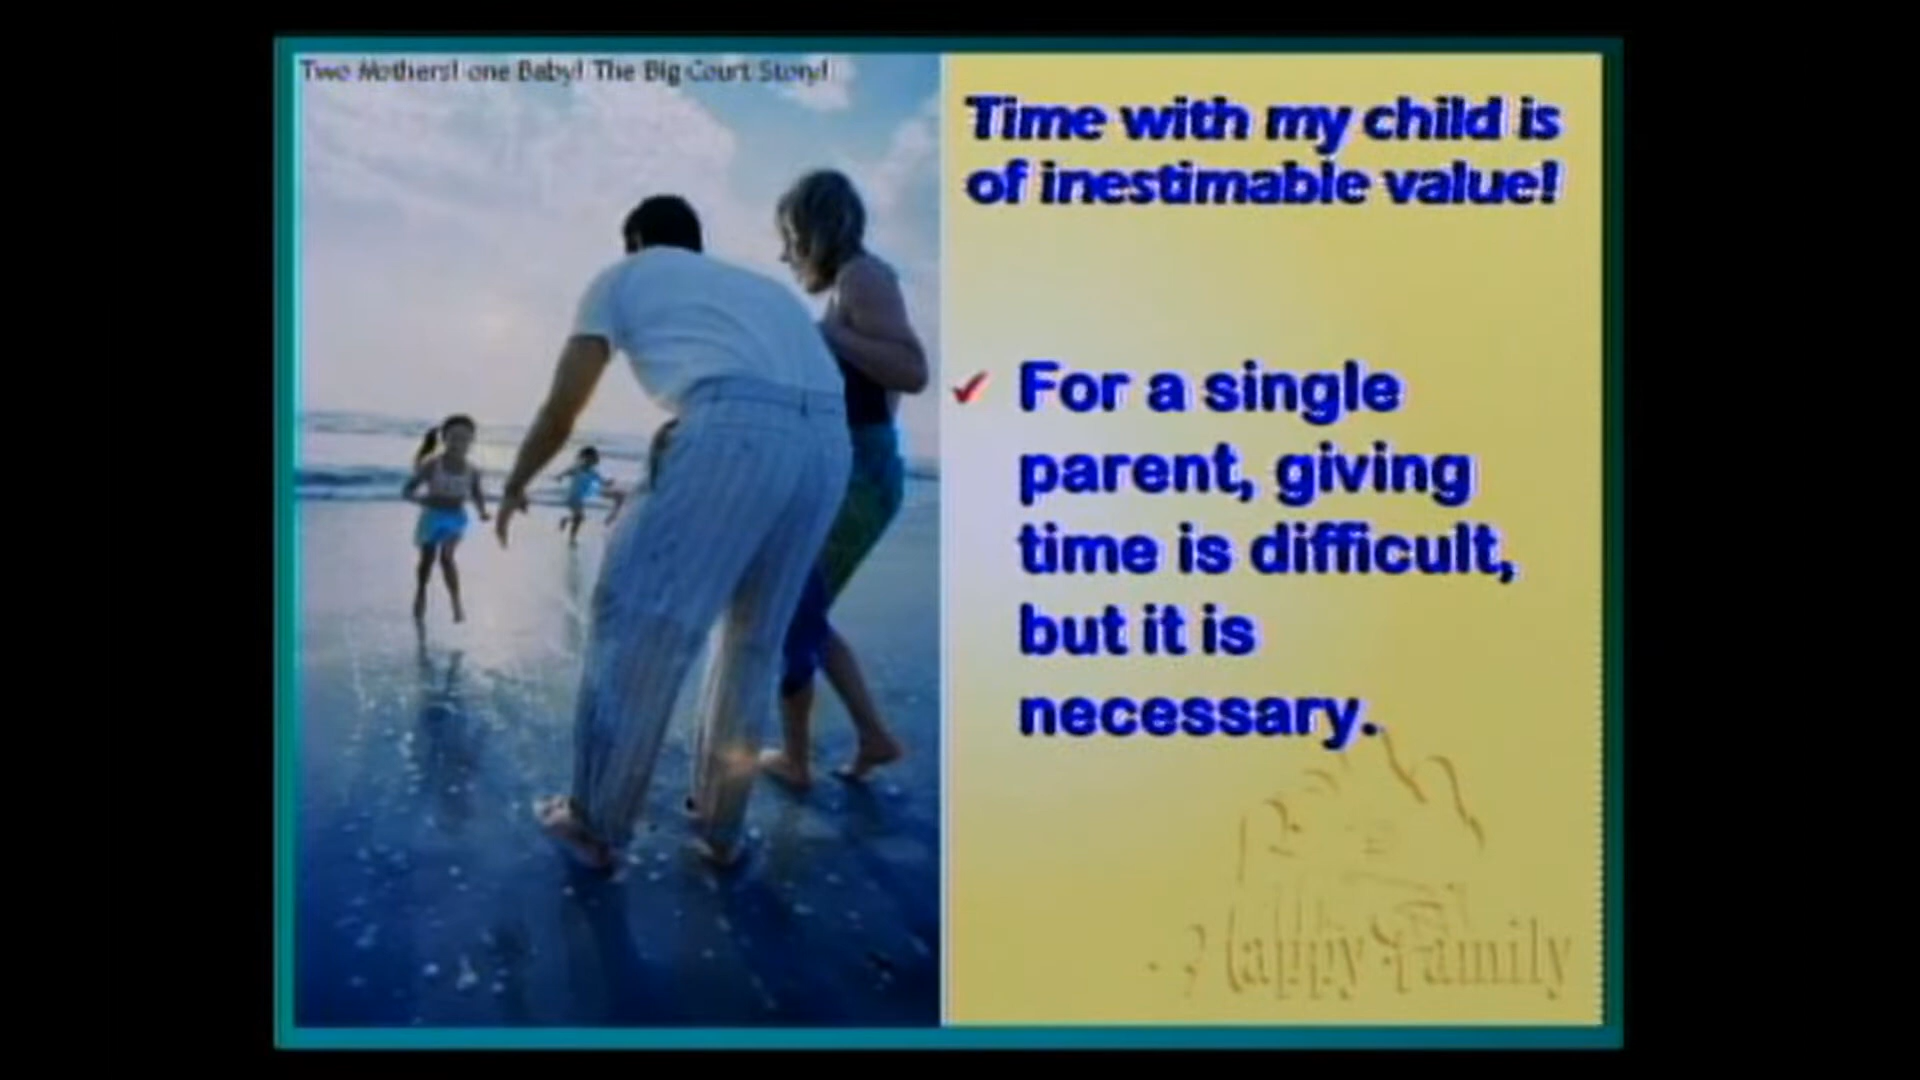 Two Mothers! one Baby! The Big Court Story!
Time with my child is
of inestimable value!
✓ For a single
parent, giving
time is difficult,
but it is
necessary.
Happy Family